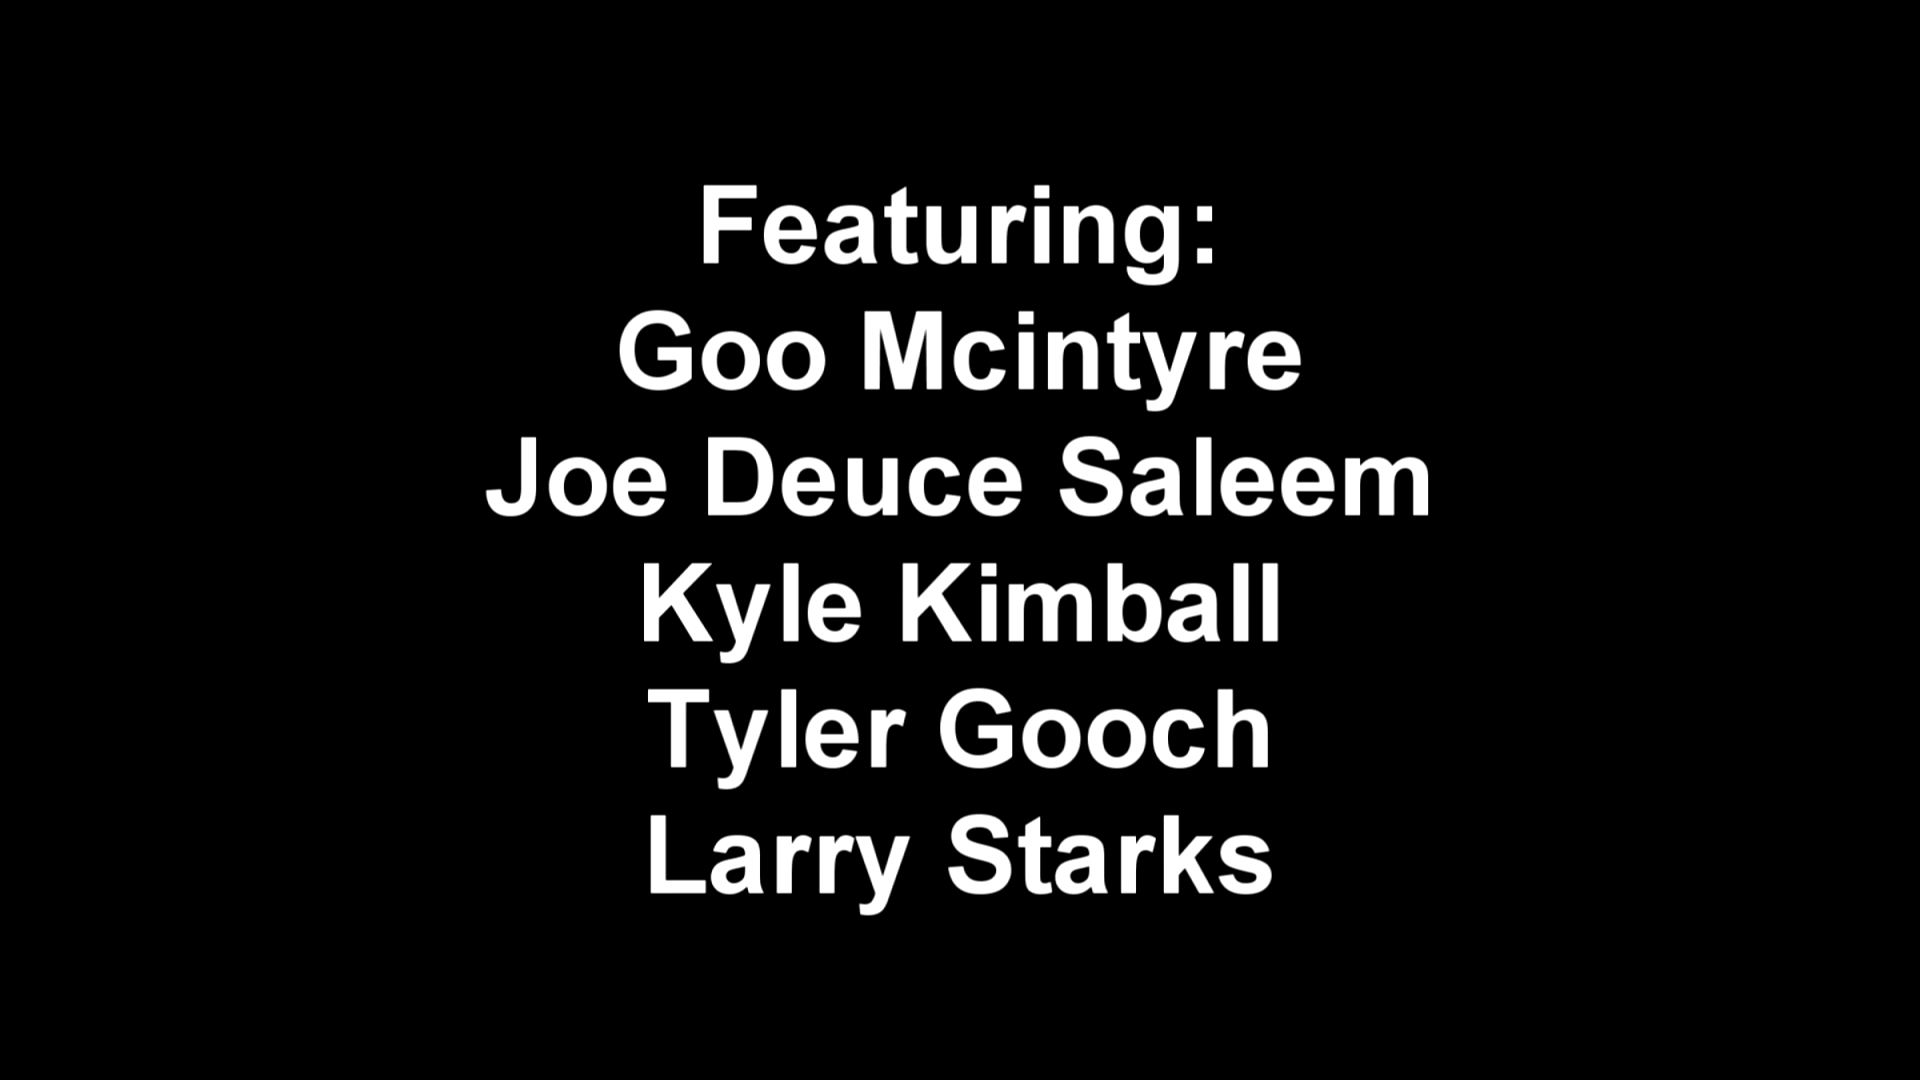 Featuring:
Goo Mcintyre
Joe Deuce Saleem
Kyle Kimball
Tyler Gooch
Larry Starks